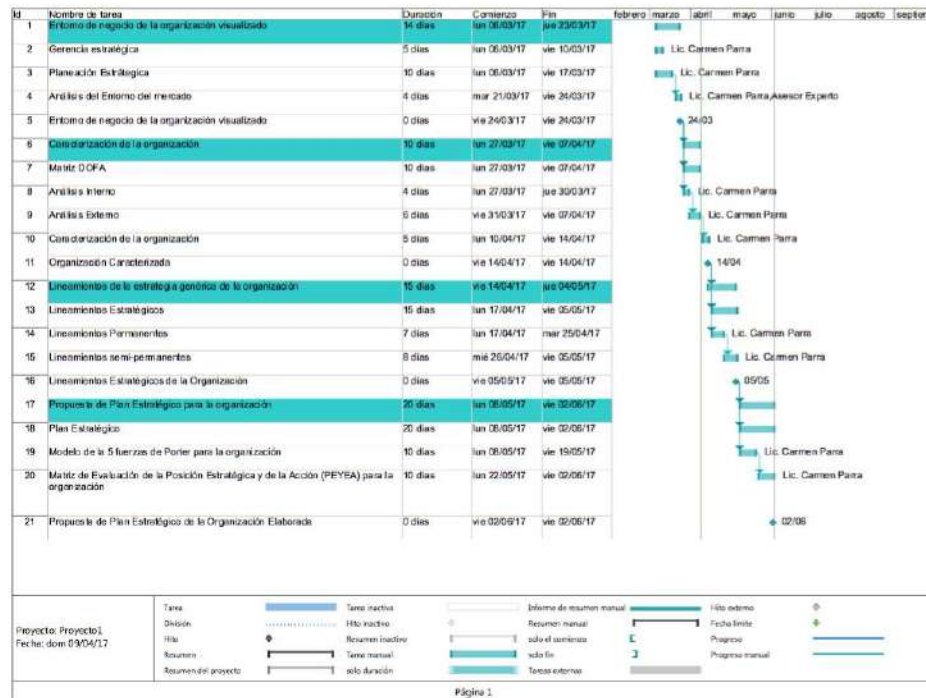 Id Nombre de tarea Duración Comienzo Fin febrero marzo abril mayo junio julio agosto septier
1 Entorno de negocio de la organización visualizado 14 días lun 06/03/17 jue 23/03/17
2 Gerencia estratégica 5 días lun 06/03/17 vie 10/03/17 Lic. Carmen Parra
3 Planeación Estrátegica 10 días lun 06/03/17 vie 17/03/17 Lic. Carmen Parra
4 Análisis del Entorno del mercado 4 días mar 21/03/17 vie 24/03/17 Lic. Carmen Parra,Asesor Experto
5 Entorno de negocio de la organización visualizado 0 días vie 24/03/17 vie 24/03/17 24/03
6 Caracterización de la organización 10 días lun 27/03/17 vie 07/04/17
7 Matriz DOFA 10 días lun 27/03/17 vie 07/04/17
8 Análisis Interno 4 días lun 27/03/17 jue 30/03/17 Lic. Carmen Parra
9 Análisis Externo 6 días vie 31/03/17 vie 07/04/17 Lic. Carmen Parra
10 Caracterización de la organización 5 días lun 10/04/17 vie 14/04/17 Lic. Carmen Parra
11 Organización Caracterizada 0 días vie 14/04/17 vie 14/04/17 14/04
12 Lineamientos de la estrategia genérica de la organización 15 días vie 14/04/17 jue 04/05/17
13 Lineamientos Estratégicos 15 días lun 17/04/17 vie 05/05/17
14 Lineamientos Permanentes 7 días lun 17/04/17 mar 25/04/17 Lic. Carmen Parra
15 Lineamientos semi-permanentes 8 días mié 26/04/17 vie 05/05/17 Lic. Carmen Parra
16 Lineamientos Estratégicos de la Organización 0 días vie 05/05/17 vie 05/05/17 05/05
17 Propuesta de Plan Estratégico para la organización 20 días lun 08/05/17 vie 02/06/17
18 Plan Estratégico 20 días lun 08/05/17 vie 02/06/17
19 Modelo de la 5 fuerzas de Porter para la organización 10 días lun 08/05/17 vie 19/05/17 Lic. Carmen Parra
20 Matriz de Evaluación de la Posición Estratégica y de la Acción (PEYEA) para la 10 días lun 22/05/17 vie 02/06/17 Lic. Carmen Parra
organización
21 Propuesta de Plan Estratégico de la Organización Elaborada 0 días vie 02/06/17 vie 02/06/17 02/06
Proyecto: Proyecto1
Fecha: dom 09/04/17
Tarea Tarea inactiva Informe de resumen manual Hito externo
División Hito inactivo Resumen manual Fecha límite
Hito Resumen inactivo solo el comienzo Progreso
Resumen Tarea manual solo fin Progreso manual
Resumen del proyecto solo duración Tareas externas
Página 1